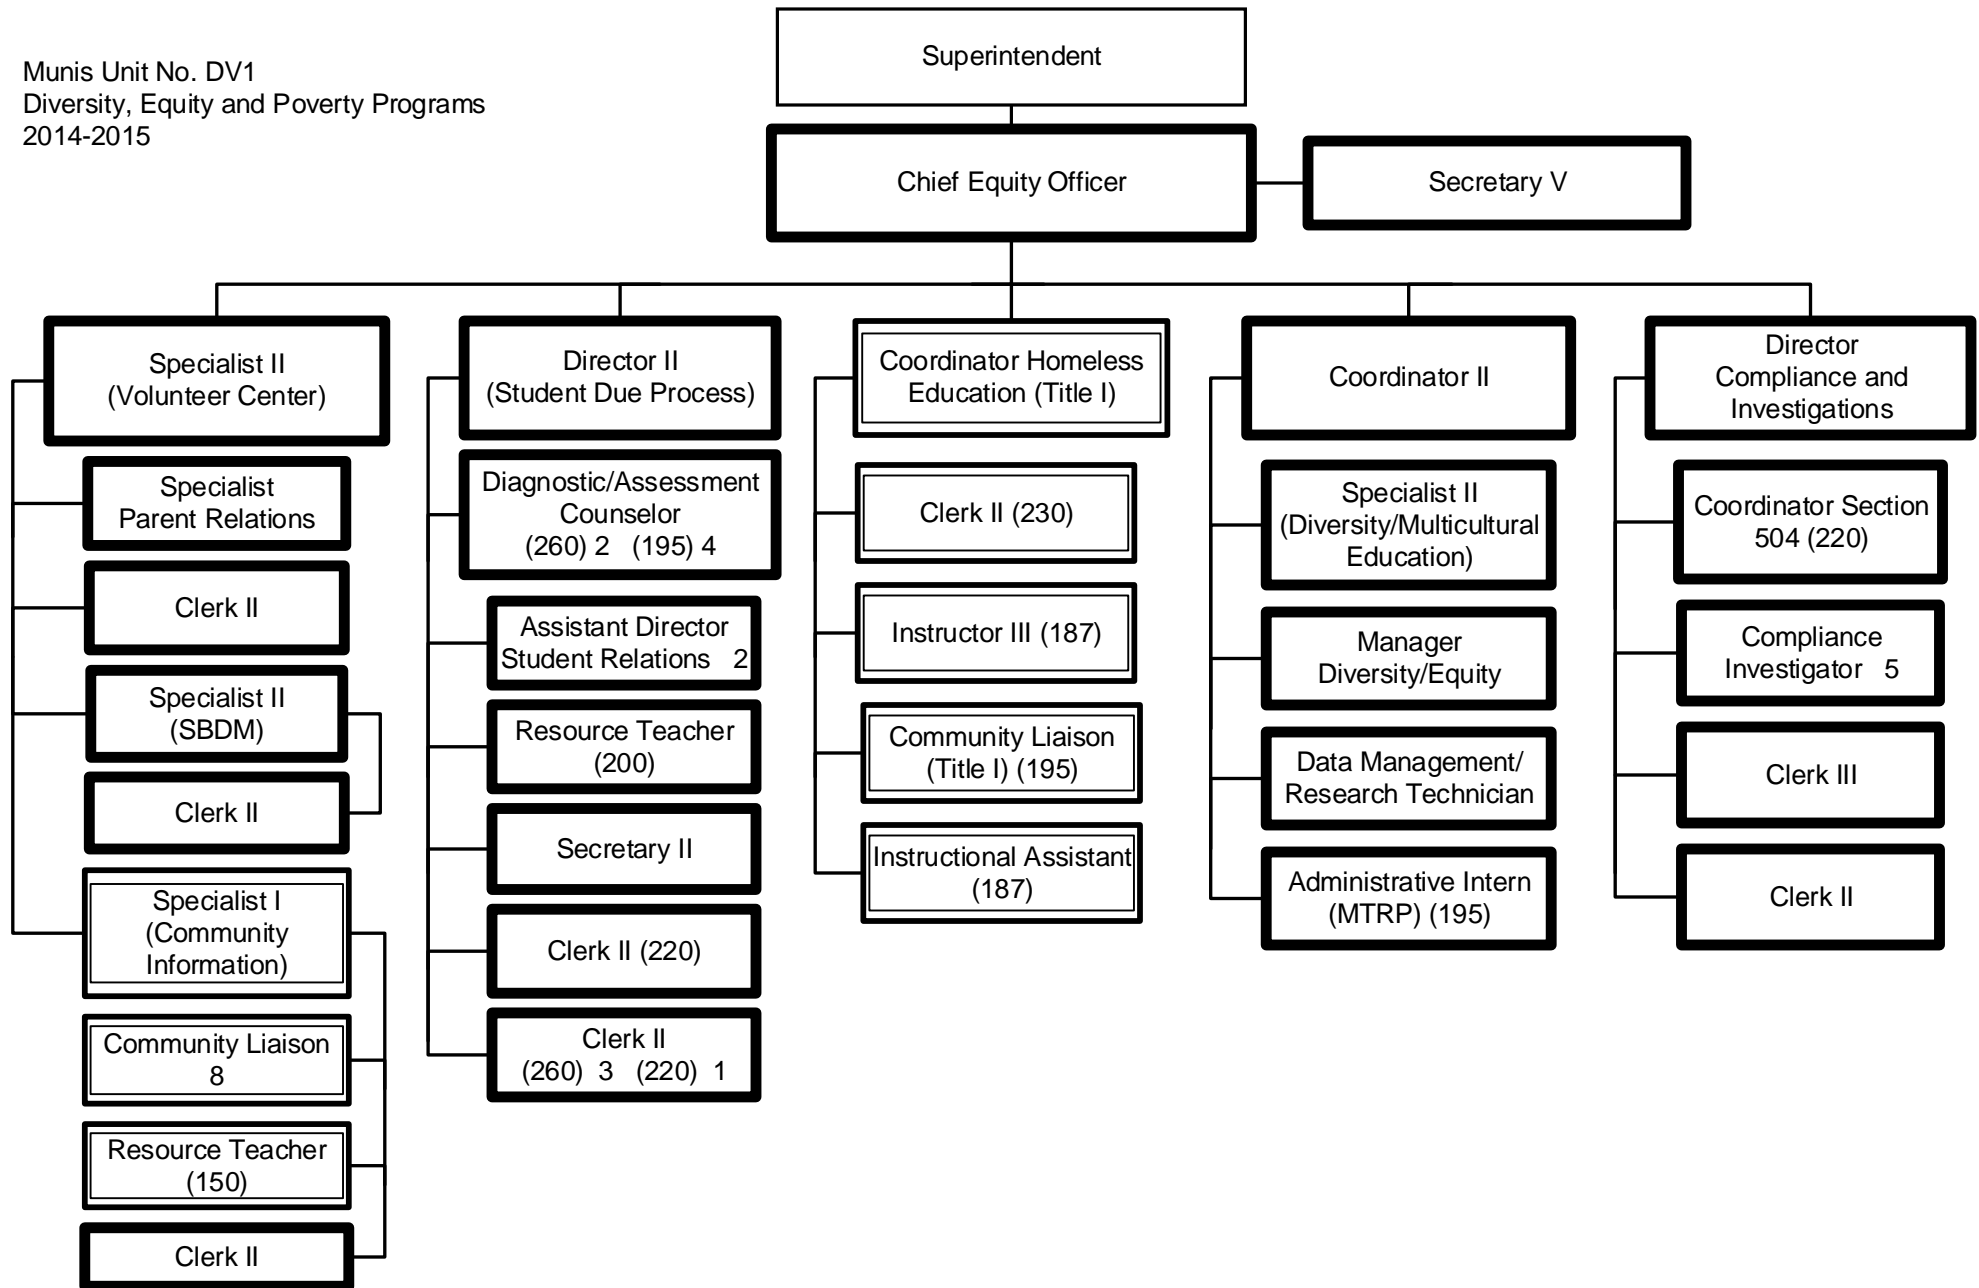 Munis Unit No. DV1
Diversity, Equity and Poverty Programs
2014-2015
Superintendent
Chief Equity Officer
Secretary V
Specialist II
(Volunteer Center)
Specialist
Parent Relations
Clerk II
Specialist II
(SBDM)
Clerk II
Specialist I
(Community
Information)
Community Liaison
8
Resource Teacher
(150)
Clerk II
Director II
(Student Due Process)
Diagnostic/Assessment
Counselor
(260) 2 (195) 4
Assistant Director
Student Relations 2
Resource Teacher
(200)
Secretary II
Clerk II (220)
Clerk II
(260) 3 (220) 1
Coordinator Homeless
Education (Title I)
Clerk II (230)
Instructor III (187)
Community Liaison
(Title I) (195)
Instructional Assistant
(187)
Coordinator II
Specialist II
(Diversity/Multicultural
Education)
Manager
Diversity/Equity
Data Management/
Research Technician
Administrative Intern
(MTRP) (195)
Director
Compliance and
Investigations
Coordinator Section
504 (220)
Compliance
Investigator 5
Clerk III
Clerk II